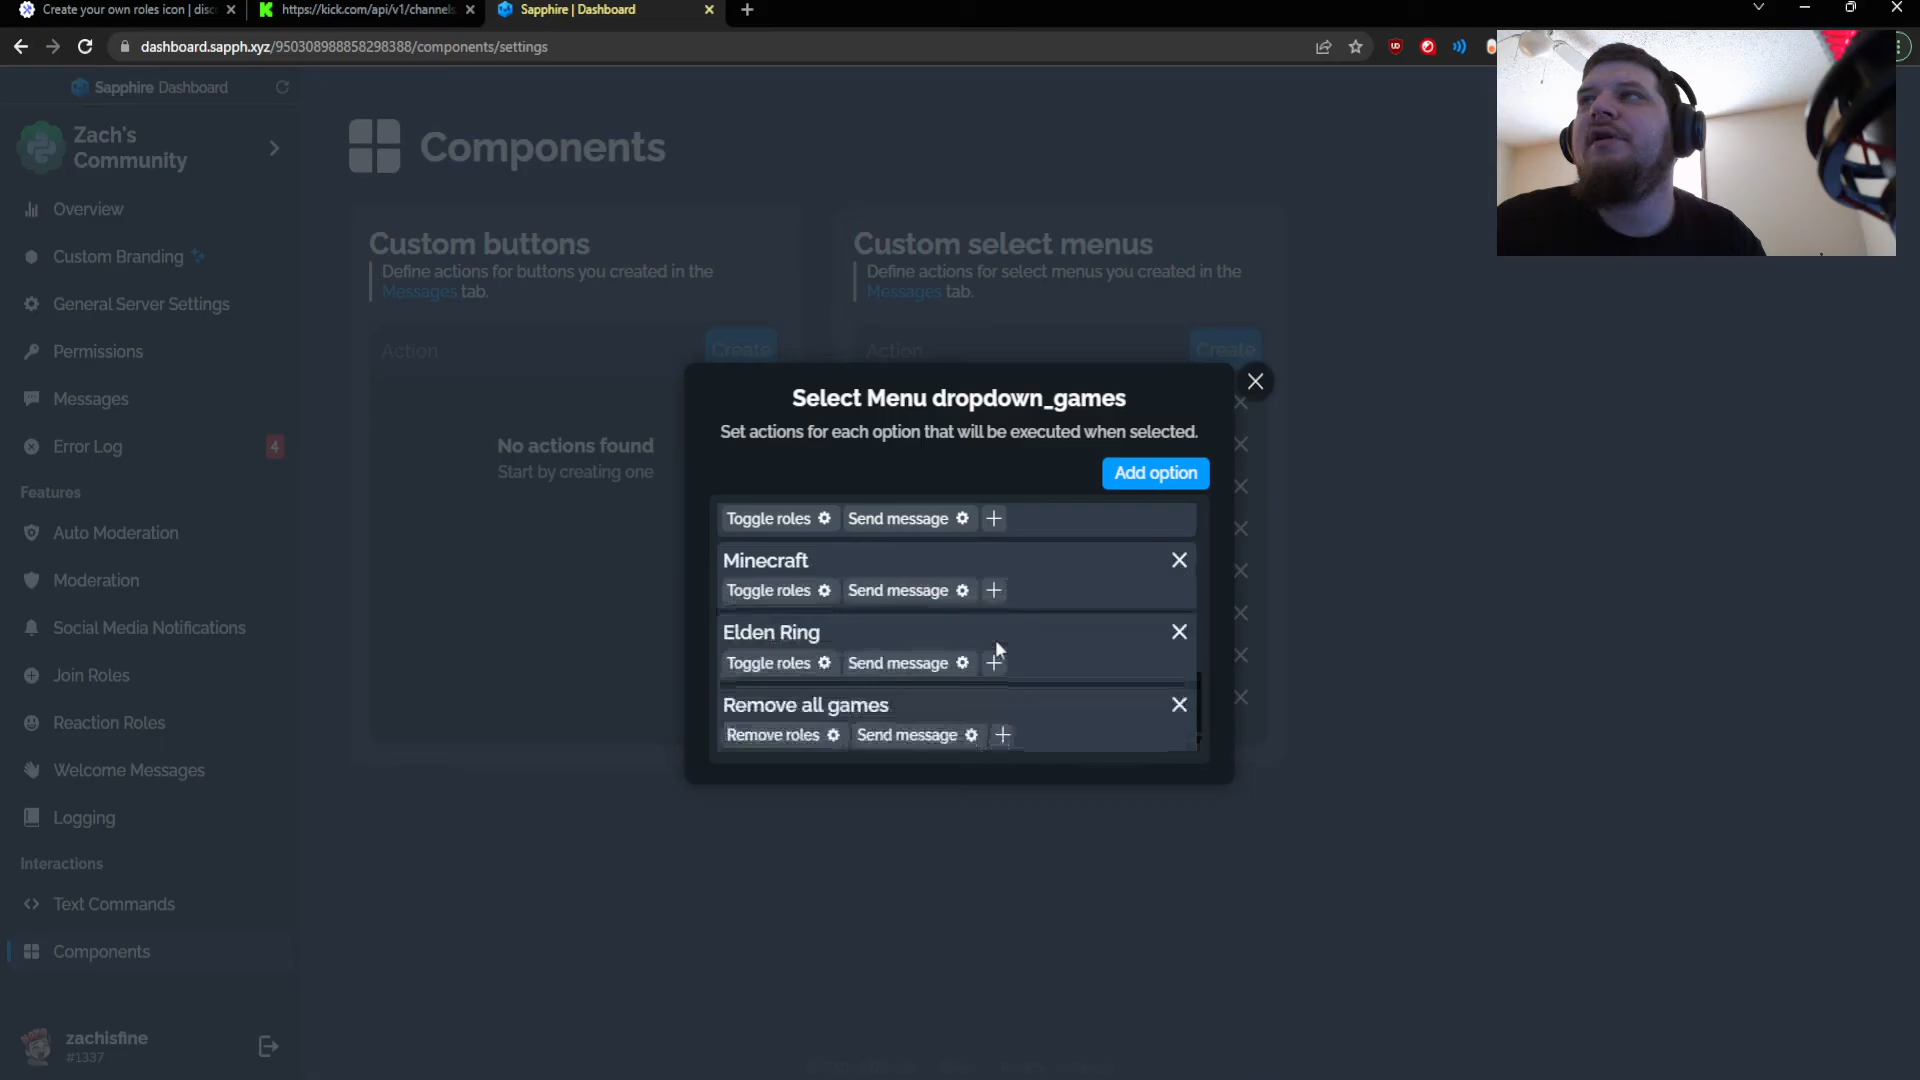 Create your own roles icon | disc
https://kick.com/api/v1/channels
Sapphire | Dashboard
dashboard.sapph.xyz/950308988858298388/components/settings
Sapphire Dashboard
Zach's
Community
Overview
Custom Branding
General Server Settings
Permissions
Messages
Error Log
4
Features
Auto Moderation
Moderation
Social Media Notifications
Join Roles
Reaction Roles
Welcome Messages
Logging
Interactions
Text Commands
Components
zachisfine
#1337
Components
Custom buttons
Define actions for buttons you created in the
Messages tab.
Action
Create
No actions found
Start by creating one
Custom select menus
Define actions for select menus you created in the
Messages tab.
Action
Create
Select Menu dropdown_games
Set actions for each option that will be executed when selected.
Add option
Toggle roles Send message
Minecraft
Toggle roles Send message
Elden Ring
Toggle roles Send message
Remove all games
Remove roles Send message